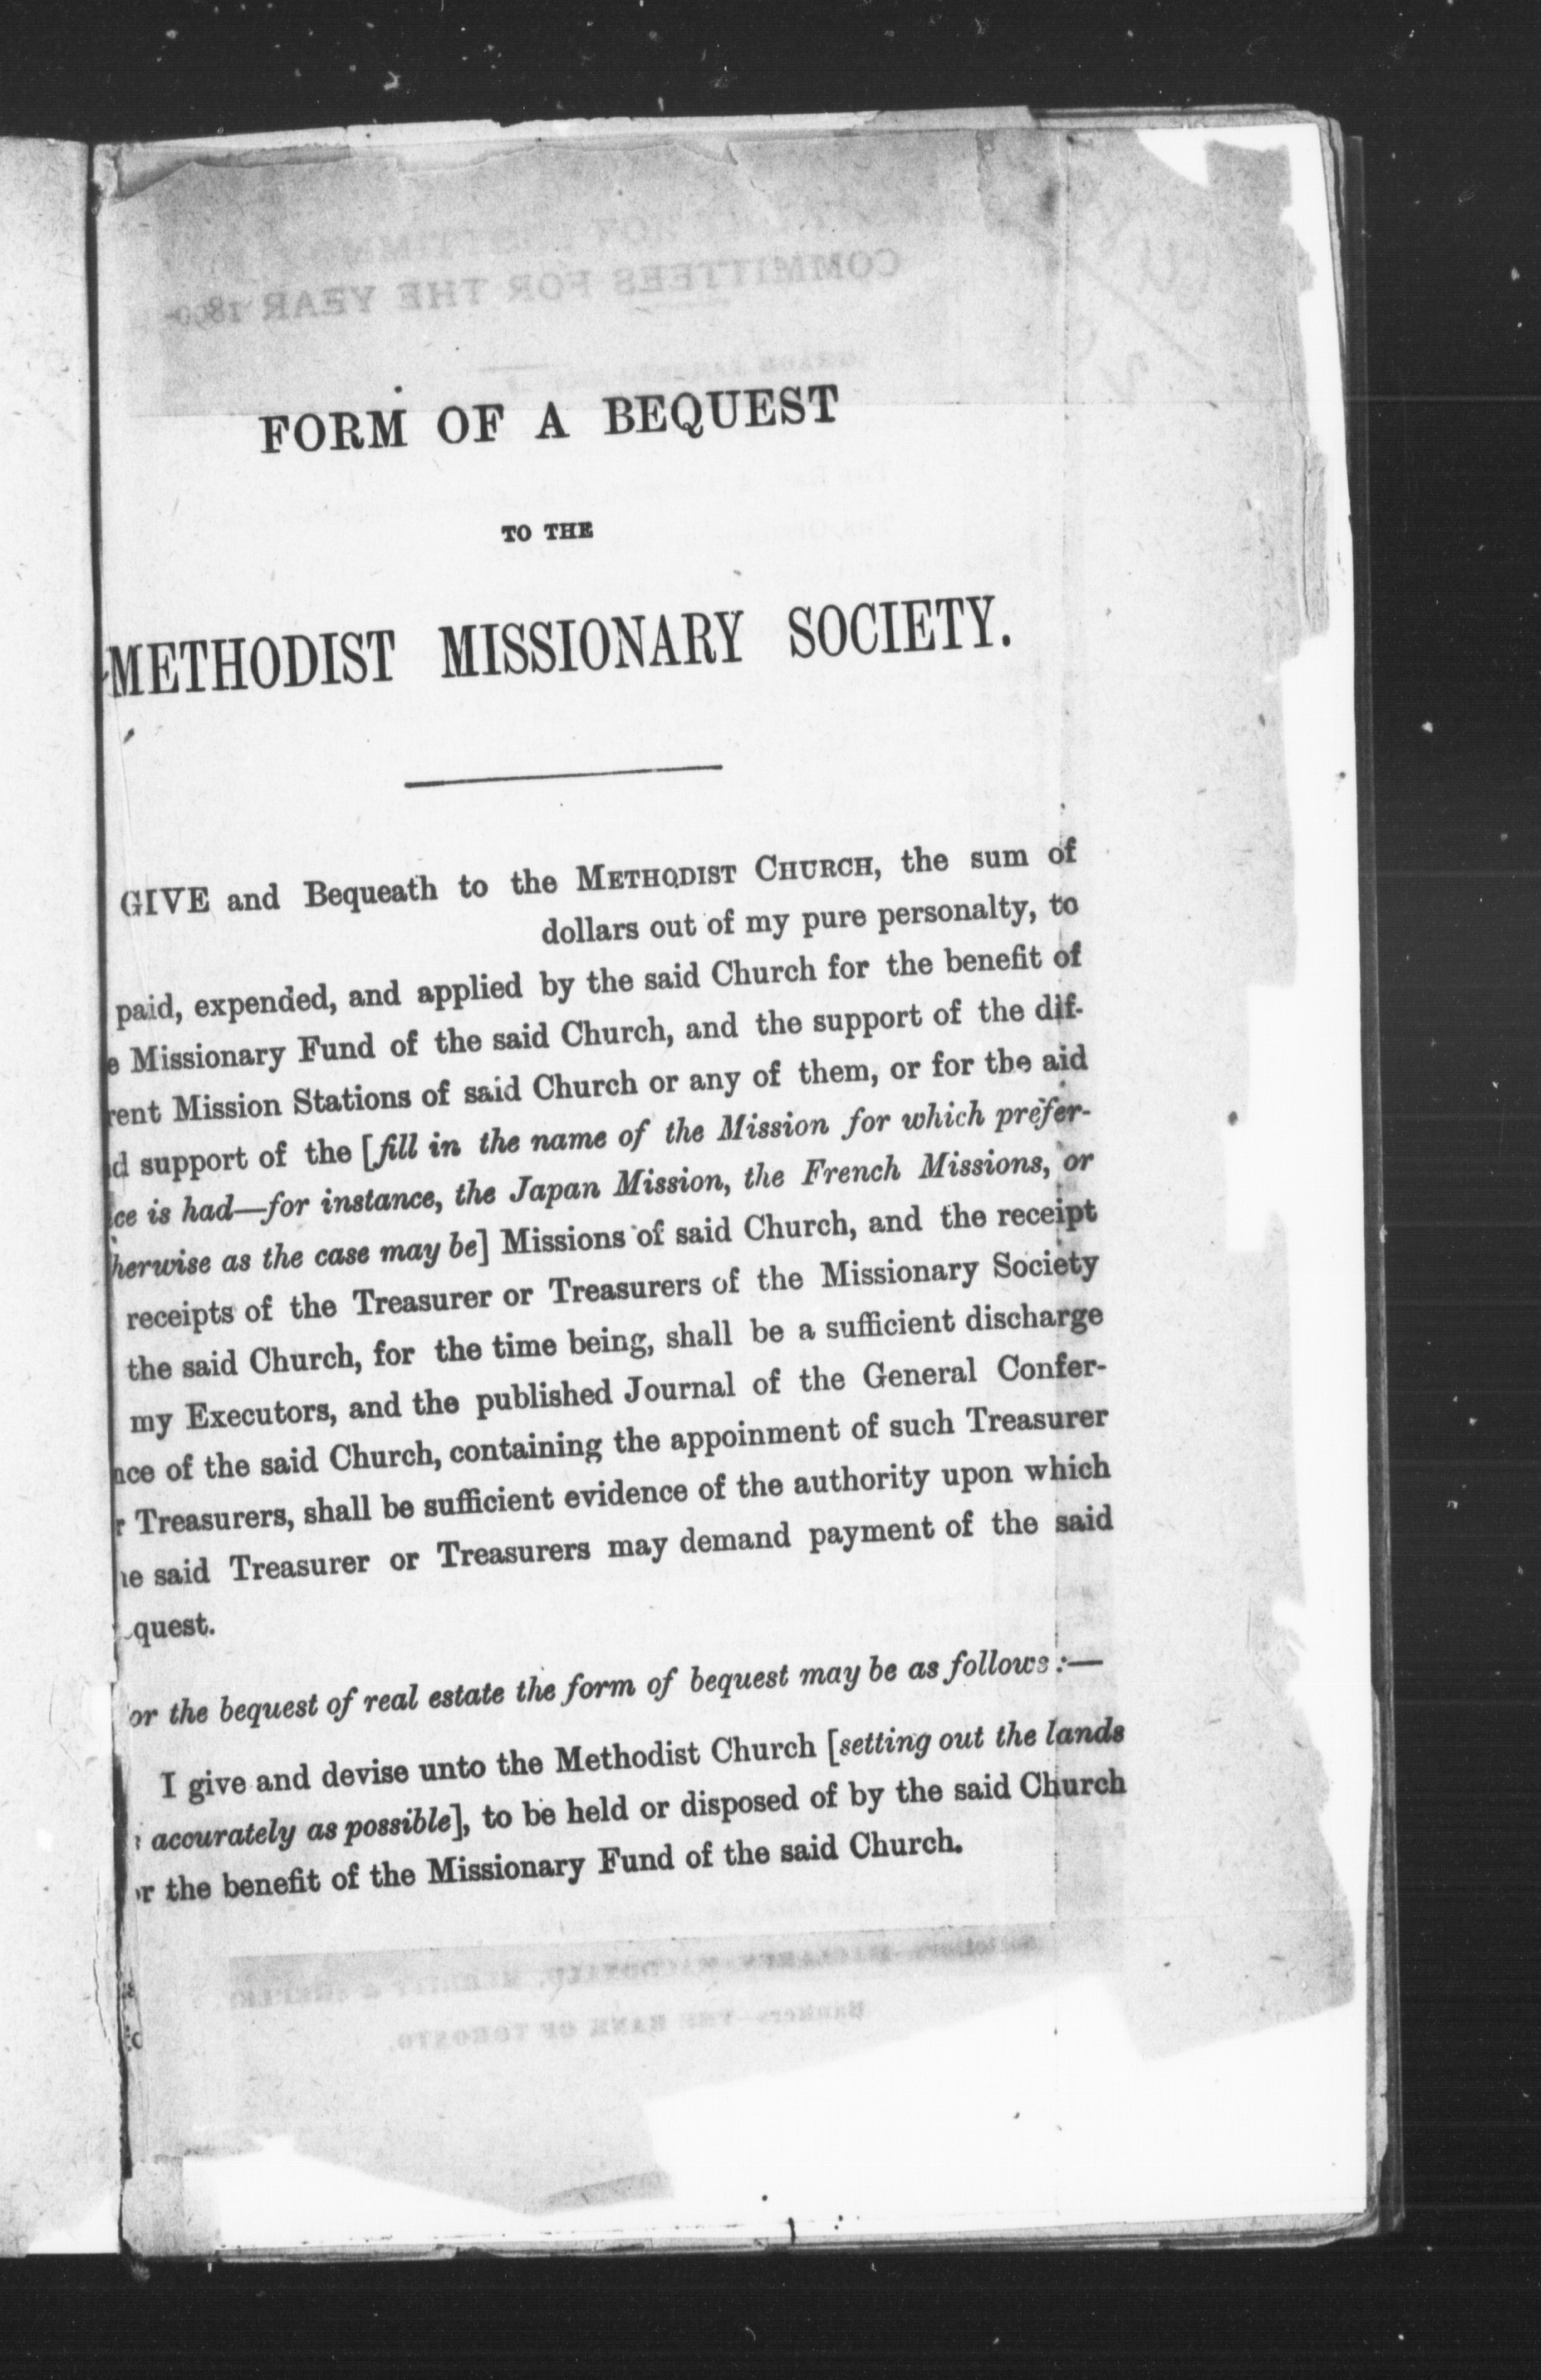 FORM OF A BEQUEST
TO THE
METHODIST MISSIONARY SOCIETY.
GIVE and Bequeath to the METHODIST CHURCH, the sum of
dollars out of my pure personalty, to
paid, expended, and applied by the said Church for the benefit of
e Missionary Fund of the said Church, and the support of the dif-
rent Mission Stations of said Church or any of them, or for the aid
d support of the [fill in the name of the Mission for which prefer-
ce is had—for instance, the Japan Mission, the French Missions, or
herwise as the case may be] Missions of said Church, and the receipt
receipts of the Treasurer or Treasurers of the Missionary Society
the said Church, for the time being, shall be a sufficient discharge
my Executors, and the published Journal of the General Confer-
nce of the said Church, containing the appoinment of such Treasurer
r Treasurers, shall be sufficient evidence of the authority upon which
e said Treasurer or Treasurers may demand payment of the said
quest.
or the bequest of real estate the form of bequest may be as follows:—
I give and devise unto the Methodist Church [setting out the lands
accurately as possible], to be held or disposed of by the said Church
r the benefit of the Missionary Fund of the said Church.